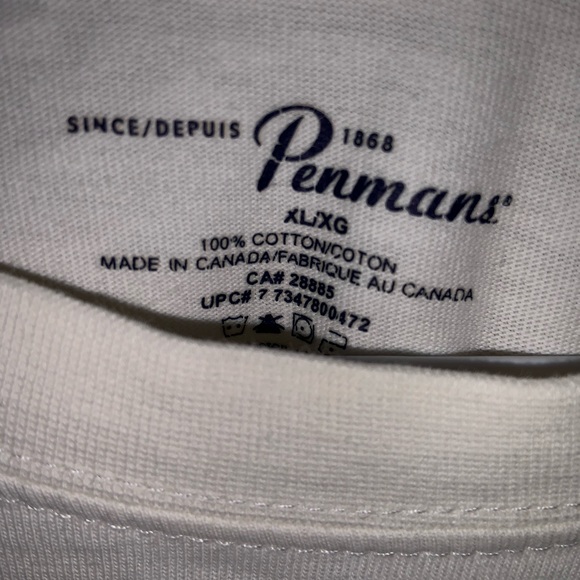 SINCE/DEPUIS 1868
Penmans®
XL/XG
100% COTTON/COTON
MADE IN CANADA/FABRIQUE AU CANADA
CA# 28885
UPC# 7 7347800472